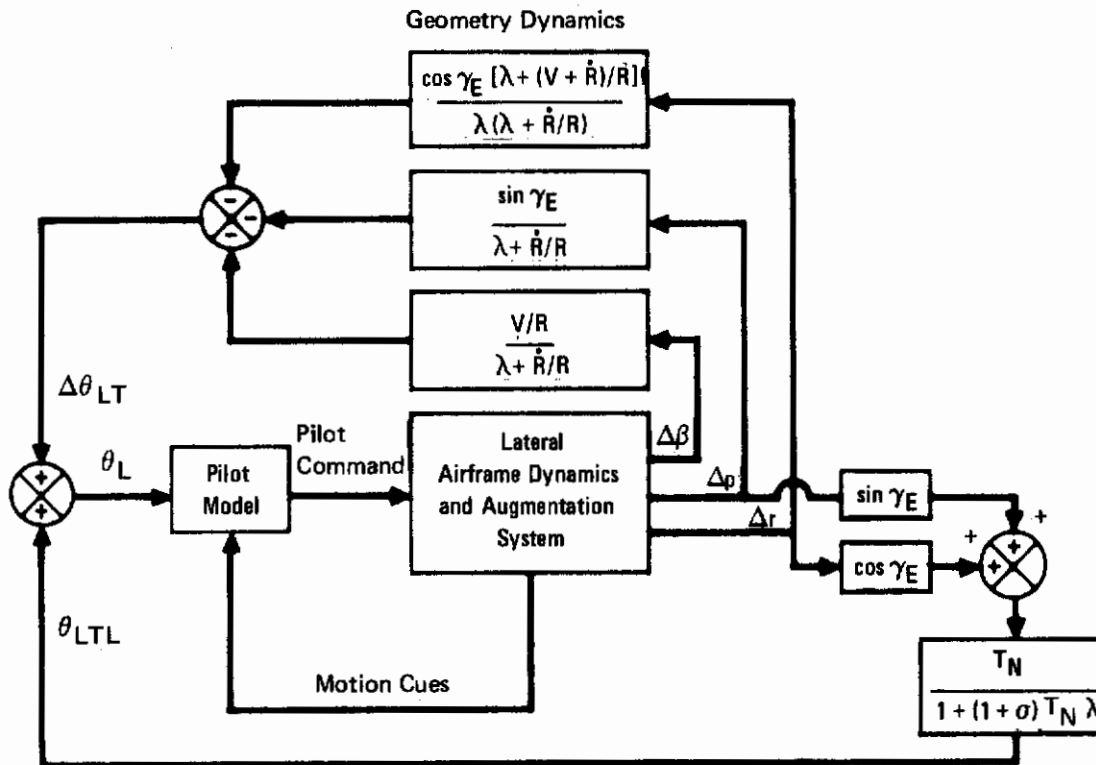 Geometry Dynamics
cos γE [λ + (V + Ṙ)/R]
λ(λ + Ṙ/R)
sin γE
λ + Ṙ/R
V/R
λ + Ṙ/R
ΔθLT
θL
Pilot
Model
Pilot
Command
Lateral
Airframe Dynamics
and Augmentation
System
Δβ
Δp
Δr
sin γE
cos γE
+
+
+
+
-
-
-
+
+
θLTL
Motion Cues
TN
1 + (1 + σ) TN λ